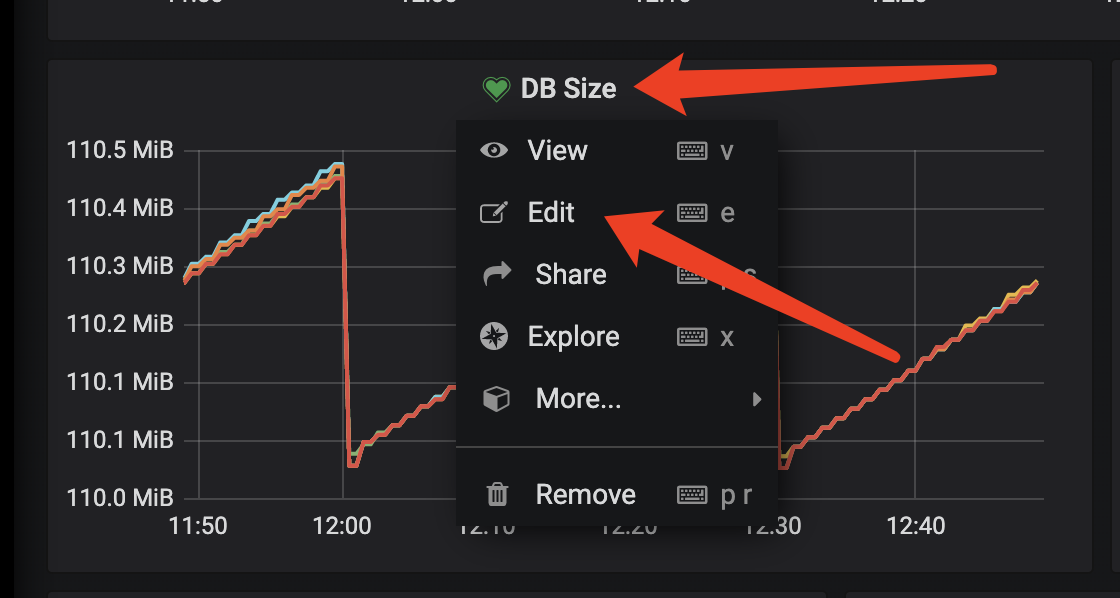 DB Size
110.5 MiB
View v
110.4 MiB
Edit e
110.3 MiB
Share
110.2 MiB
Explore x
110.1 MiB
More...
110.1 MiB
Remove p r
110.0 MiB
11:50 12:00 12:10 12:20 12:30 12:40